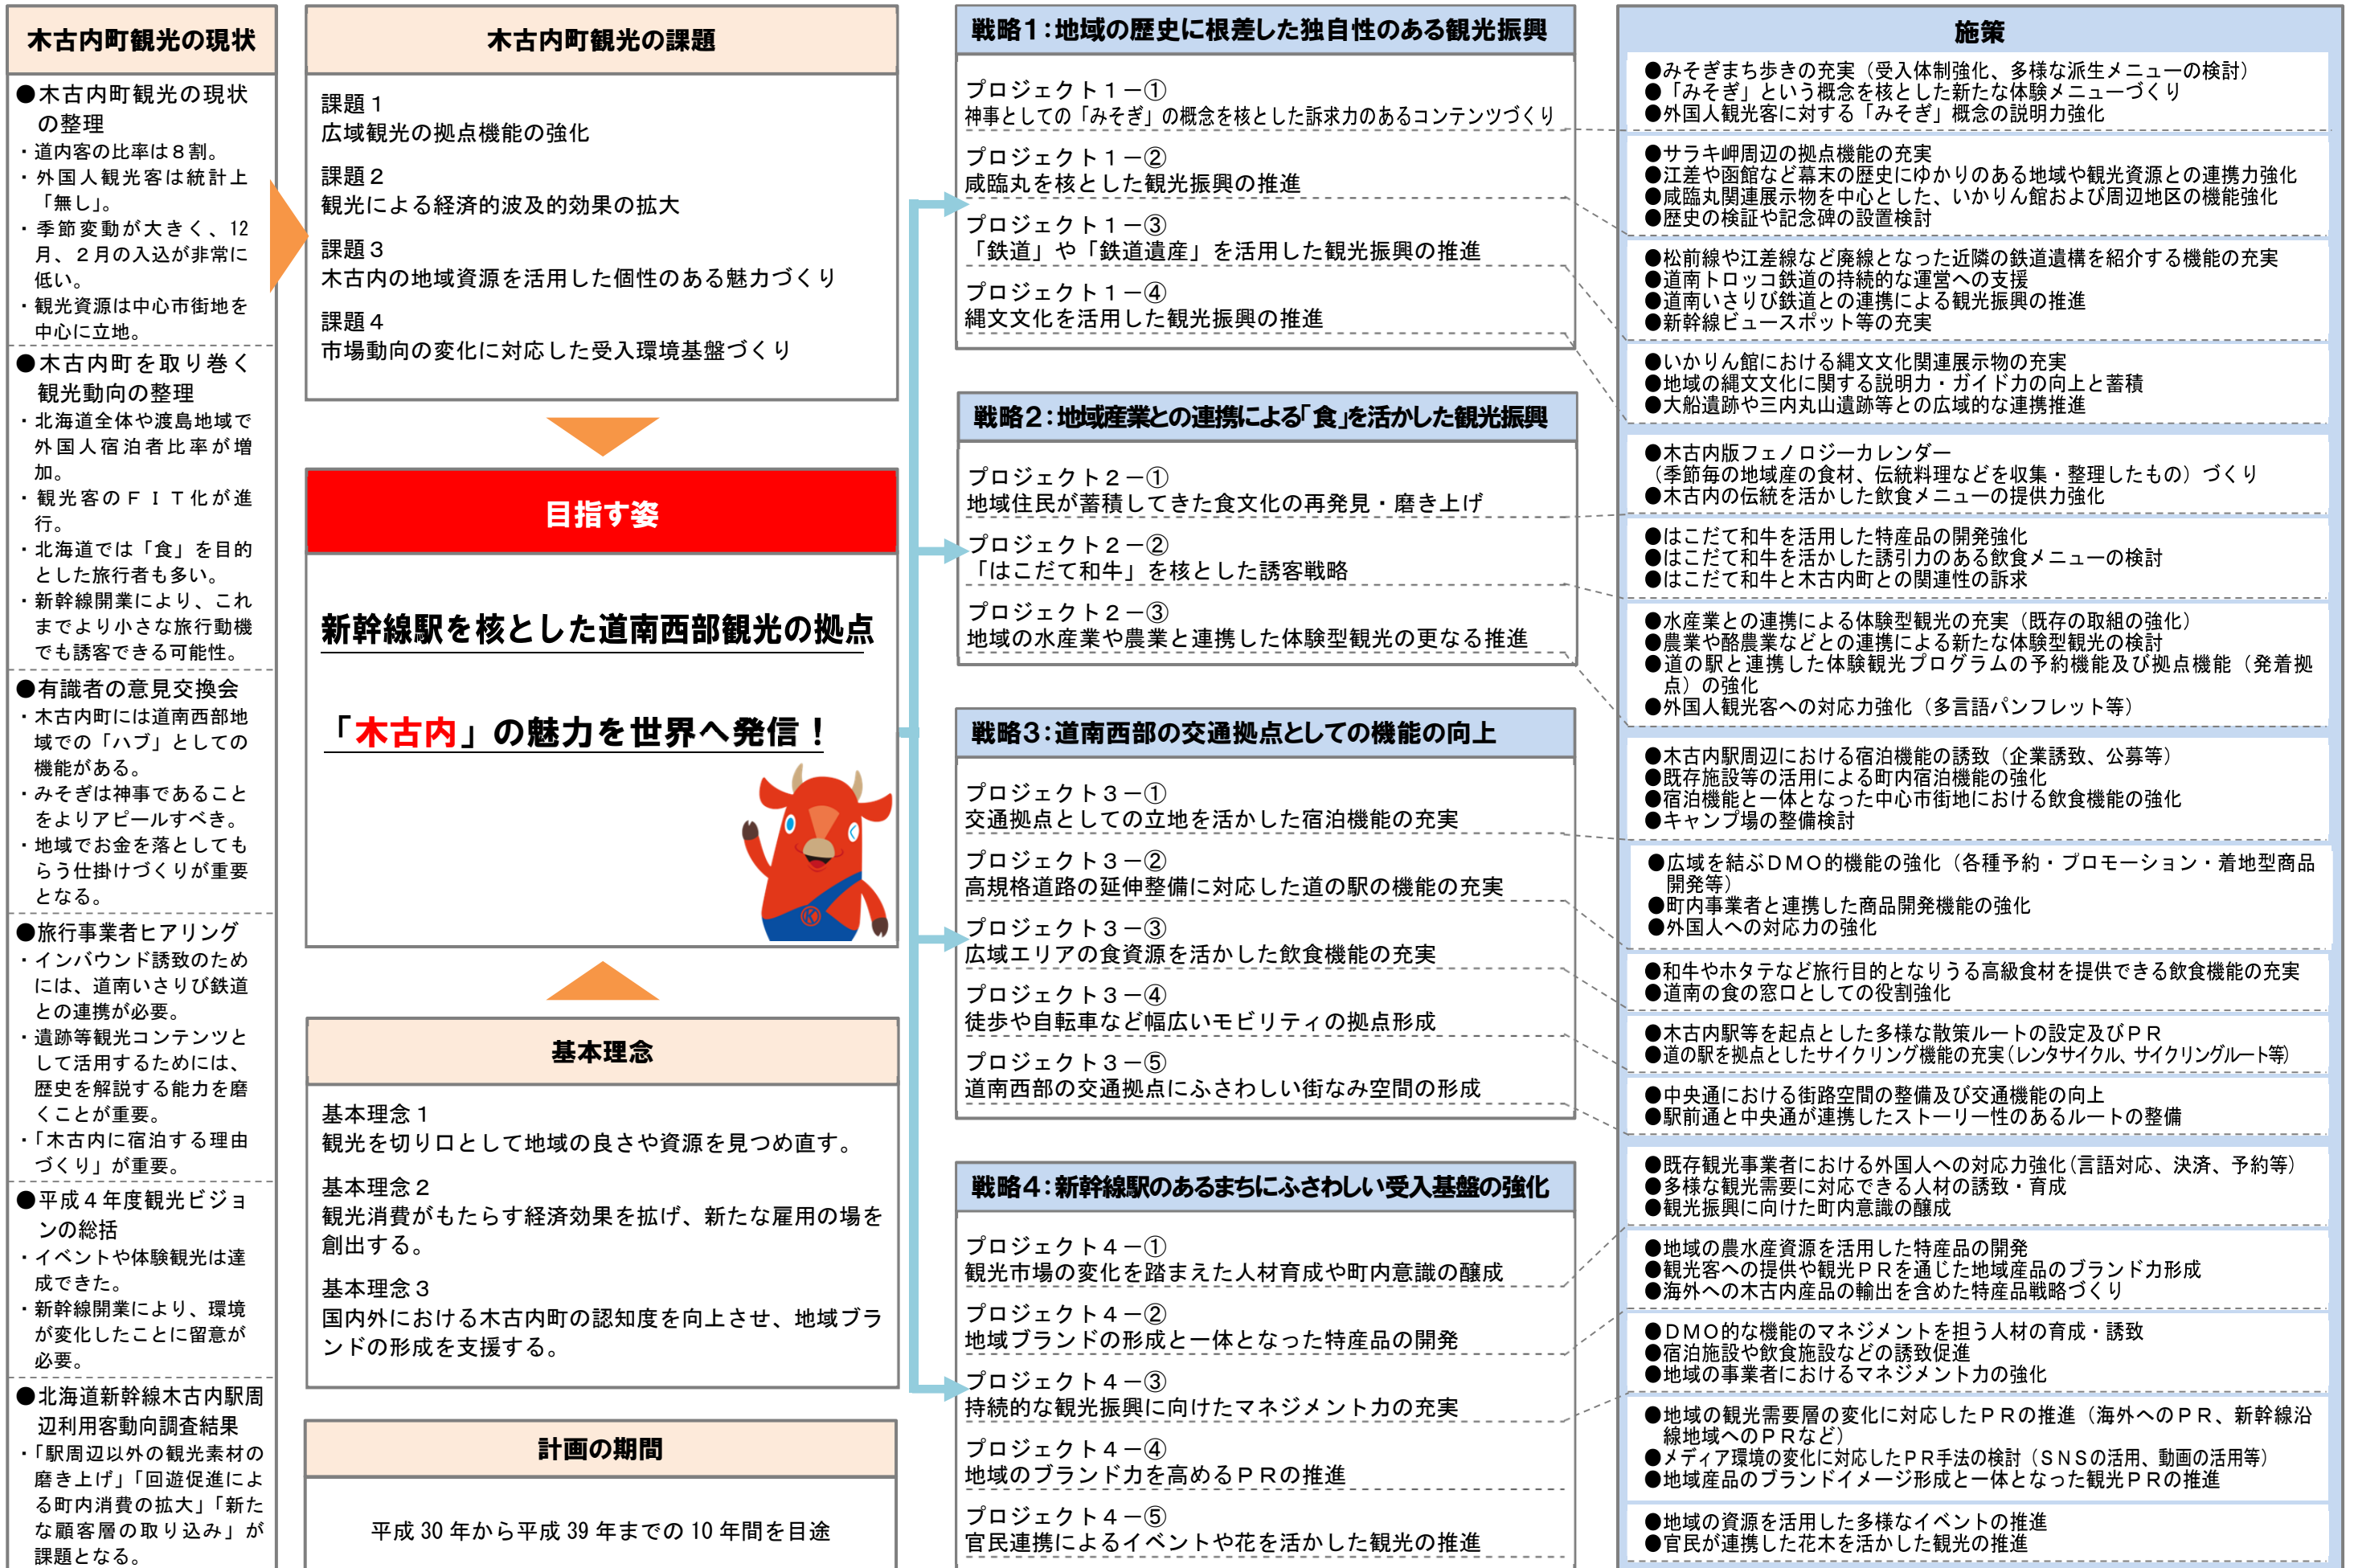 木古内町観光の現状
●木古内町観光の現状
の整理
・道内客の比率は８割。
・外国人観光客は統計上
「無し」。
・季節変動が大きく、12
月、２月の入込が非常に
低い。
・観光資源は中心市街地を
中心に立地。
●木古内町を取り巻く
観光動向の整理
・北海道全体や渡島地域で
外国人宿泊者比率が増
加。
・観光客のＦＩＴ化が進
行。
・北海道では「食」を目的
とした旅行者も多い。
・新幹線開業により、これ
までより小さな旅行動機
でも誘客できる可能性。
●有識者の意見交換会
・木古内町には道南西部地
域での「ハブ」としての
機能がある。
・みそぎは神事であること
をよりアピールすべき。
・地域でお金を落としても
らう仕掛けづくりが重要
となる。
●旅行事業者ヒアリング
・インバウンド誘致のため
には、道南いさりび鉄道
との連携が必要。
・遺跡等観光コンテンツと
して活用するためには、
歴史を解説する能力を磨
くことが重要。
・「木古内に宿泊する理由
づくり」が重要。
●平成４年度観光ビジョ
ンの総括
・イベントや体験観光は達
成できた。
・新幹線開業により、環境
が変化したことに留意が
必要。
●北海道新幹線木古内駅周
辺利用客動向調査結果
・「駅周辺以外の観光素材の
磨き上げ」「回遊促進によ
る町内消費の拡大」「新た
な顧客層の取り込み」が
課題となる。
木古内町観光の課題
課題１
広域観光の拠点機能の強化
課題２
観光による経済的波及的効果の拡大
課題３
木古内の地域資源を活用した個性のある魅力づくり
課題４
市場動向の変化に対応した受入環境基盤づくり
目指す姿
新幹線駅を核とした道南西部観光の拠点
「木古内」の魅力を世界へ発信！
K
基本理念
基本理念１
観光を切り口として地域の良さや資源を見つめ直す。
基本理念２
観光消費がもたらす経済効果を拡げ、新たな雇用の場を
創出する。
基本理念３
国内外における木古内町の認知度を向上させ、地域ブラ
ンドの形成を支援する。
計画の期間
平成 30 年から平成 39 年までの 10 年間を目途
戦略１：地域の歴史に根差した独自性のある観光振興
プロジェクト１－①
神事としての「みそぎ」の概念を核とした訴求力のあるコンテンツづくり
プロジェクト１－②
咸臨丸を核とした観光振興の推進
プロジェクト１－③
「鉄道」や「鉄道遺産」を活用した観光振興の推進
プロジェクト１－④
縄文文化を活用した観光振興の推進
戦略２：地域産業との連携による「食」を活かした観光振興
プロジェクト２－①
地域住民が蓄積してきた食文化の再発見・磨き上げ
プロジェクト２－②
「はこだて和牛」を核とした誘客戦略
プロジェクト２－③
地域の水産業や農業と連携した体験型観光の更なる推進
戦略３：道南西部の交通拠点としての機能の向上
プロジェクト３－①
交通拠点としての立地を活かした宿泊機能の充実
プロジェクト３－②
高規格道路の延伸整備に対応した道の駅の機能の充実
プロジェクト３－③
広域エリアの食資源を活かした飲食機能の充実
プロジェクト３－④
徒歩や自転車など幅広いモビリティの拠点形成
プロジェクト３－⑤
道南西部の交通拠点にふさわしい街なみ空間の形成
戦略４：新幹線駅のあるまちにふさわしい受入基盤の強化
プロジェクト４－①
観光市場の変化を踏まえた人材育成や町内意識の醸成
プロジェクト４－②
地域ブランドの形成と一体となった特産品の開発
プロジェクト４－③
持続的な観光振興に向けたマネジメント力の充実
プロジェクト４－④
地域のブランド力を高めるＰＲの推進
プロジェクト４－⑤
官民連携によるイベントや花を活かした観光の推進
施策
●みそぎまち歩きの充実（受入体制強化、多様な派生メニューの検討）
●「みそぎ」という概念を核とした新たな体験メニューづくり
●外国人観光客に対する「みそぎ」概念の説明力強化
●サラキ岬周辺の拠点機能の充実
●江差や函館など幕末の歴史にゆかりのある地域や観光資源との連携力強化
●咸臨丸関連展示物を中心とした、いかりん館および周辺地区の機能強化
●歴史の検証や記念碑の設置検討
●松前線や江差線など廃線となった近隣の鉄道遺構を紹介する機能の充実
●道南トロッコ鉄道の持続的な運営への支援
●道南いさりび鉄道との連携による観光振興の推進
●新幹線ビュースポット等の充実
●いかりん館における縄文文化関連展示物の充実
●地域の縄文文化に関する説明力・ガイド力の向上と蓄積
●大船遺跡や三内丸山遺跡等との広域的な連携推進
●木古内版フェノロジーカレンダー
（季節毎の地域産の食材、伝統料理などを収集・整理したもの）づくり
●木古内の伝統を活かした飲食メニューの提供力強化
●はこだて和牛を活用した特産品の開発強化
●はこだて和牛を活かした誘引力のある飲食メニューの検討
●はこだて和牛と木古内町との関連性の訴求
●水産業との連携による体験型観光の充実（既存の取組の強化）
●農業や酪農業などとの連携による新たな体験型観光の検討
●道の駅と連携した体験観光プログラムの予約機能及び拠点機能（発着拠
点）の強化
●外国人観光客への対応力強化（多言語パンフレット等）
●木古内駅周辺における宿泊機能の誘致（企業誘致、公募等）
●既存施設等の活用による町内宿泊機能の強化
●宿泊機能と一体となった中心市街地における飲食機能の強化
●キャンプ場の整備検討
●広域を結ぶＤＭＯ的機能の強化（各種予約・プロモーション・着地型商品
開発等）
●町内事業者と連携した商品開発機能の強化
●外国人への対応力の強化
●和牛やホタテなど旅行目的となりうる高級食材を提供できる飲食機能の充実
●道南の食の窓口としての役割強化
●木古内駅等を起点とした多様な散策ルートの設定及びＰＲ
●道の駅を拠点としたサイクリング機能の充実（レンタサイクル、サイクリングルート等）
●中央通における街路空間の整備及び交通機能の向上
●駅前通と中央通が連携したストーリー性のあるルートの整備
●既存観光事業者における外国人への対応力強化（言語対応、決済、予約等）
●多様な観光需要に対応できる人材の誘致・育成
●観光振興に向けた町内意識の醸成
●地域の農水産資源を活用した特産品の開発
●観光客への提供や観光ＰＲを通じた地域産品のブランド力形成
●海外への木古内産品の輸出を含めた特産品戦略づくり
●ＤＭＯ的な機能のマネジメントを担う人材の育成・誘致
●宿泊施設や飲食施設などの誘致促進
●地域の事業者におけるマネジメント力の強化
●地域の観光需要層の変化に対応したＰＲの推進（海外へのＰＲ、新幹線沿
線地域へのＰＲなど）
●メディア環境の変化に対応したＰＲ手法の検討（ＳＮＳの活用、動画の活用等）
●地域産品のブランドイメージ形成と一体となった観光ＰＲの推進
●地域の資源を活用した多様なイベントの推進
●官民が連携した花木を活かした観光の推進